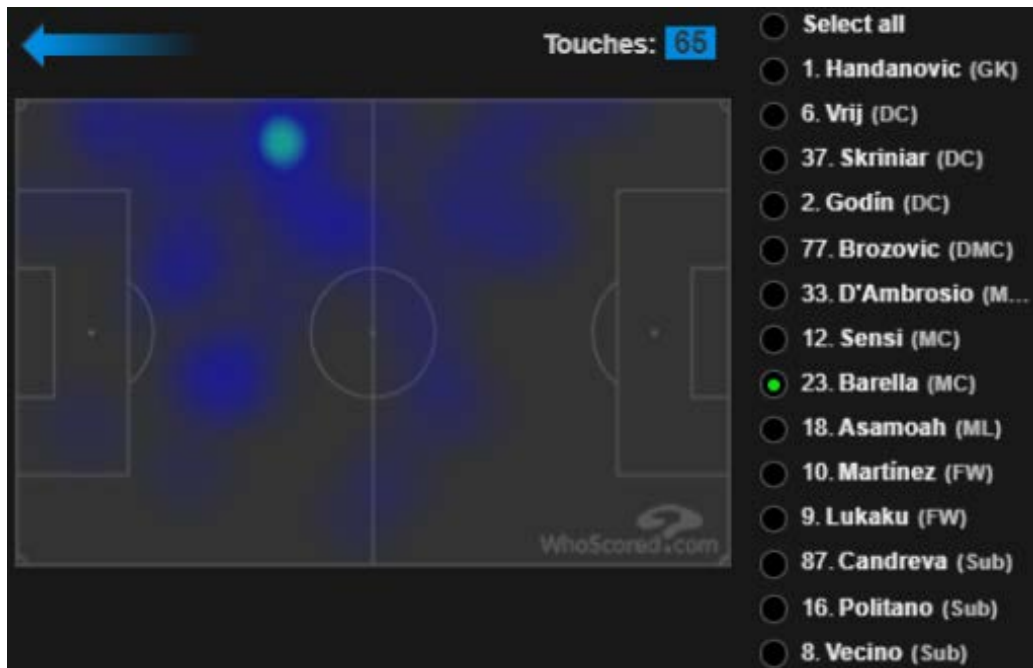 Touches: 65
Select all
1. Handanovic (GK)
6. Vrij (DC)
37. Skriniar (DC)
2. Godín (DC)
77. Brozovic (DMC)
33. D'Ambrosio (M...
12. Sensi (MC)
23. Barella (MC)
18. Asamoah (ML)
10. Martínez (FW)
9. Lukaku (FW)
87. Candreva (Sub)
16. Politano (Sub)
8. Vecino (Sub)
WhoScored.com